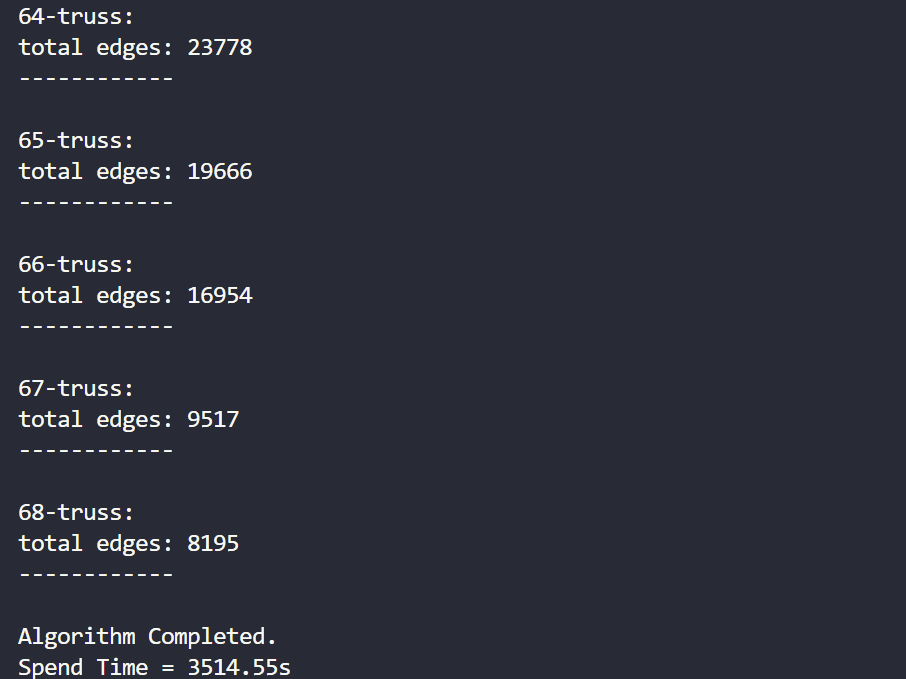 64-truss:
total edges: 23778
------------
65-truss:
total edges: 19666
------------
66-truss:
total edges: 16954
------------
67-truss:
total edges: 9517
------------
68-truss:
total edges: 8195
------------
Algorithm Completed.
Spend Time = 3514.55s